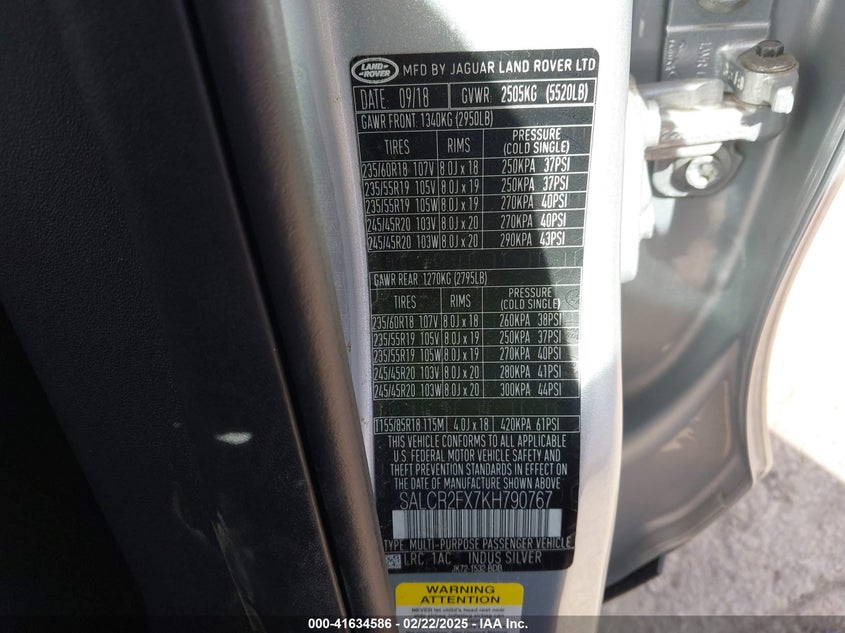 LAND ROVER MFD BY JAGUAR LAND ROVER LTD
DATE 09/18 GVWR 2505KG (5520LB)
GAWR FRONT 1340KG (2950LB)
TIRES RIMS PRESSURE (COLD SINGLE)
235/60R18 107V 8.0J x 18 250KPA 37PSI
235/55R19 105V 8.0J x 19 250KPA 37PSI
235/55R19 105W 8.0J x 19 270KPA 40PSI
245/45R20 103V 8.0J x 20 270KPA 40PSI
245/45R20 103W 8.0J x 20 290KPA 43PSI
GAWR REAR 1270KG (2795LB)
TIRES RIMS PRESSURE (COLD SINGLE)
235/60R18 107V 8.0J x 18 260KPA 38PSI
235/55R19 105V 8.0J x 19 250KPA 37PSI
235/55R19 105W 8.0J x 19 270KPA 40PSI
245/45R20 103V 8.0J x 20 280KPA 41PSI
245/45R20 103W 8.0J x 20 300KPA 44PSI
T155/85R18 115M 4.0J x 18 420KPA 61PSI
THIS VEHICLE CONFORMS TO ALL APPLICABLE
U.S. FEDERAL MOTOR VEHICLE SAFETY AND
THEFT PREVENTION STANDARDS IN EFFECT ON
THE DATE OF MANUFACTURE SHOWN ABOVE
SALCR2FX7KH790767
TYPE: MULTI-PURPOSE PASSENGER VEHICLE
LRC 1AC INDUS SILVER
JK72-1532-BDB
WARNING
ATTENTION
000-41634586 - 02/22/2025 - IAA Inc.